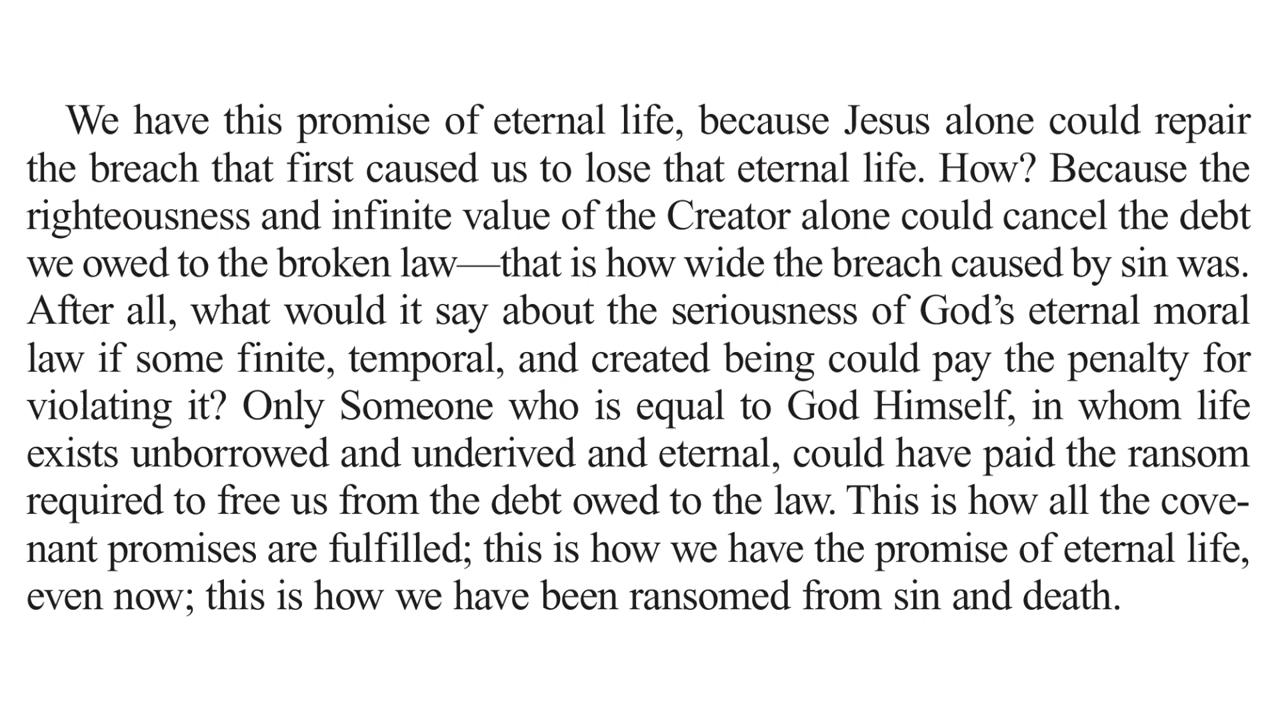 We have this promise of eternal life, because Jesus alone could repair
the breach that first caused us to lose that eternal life. How? Because the
righteousness and infinite value of the Creator alone could cancel the debt
we owed to the broken law—that is how wide the breach caused by sin was.
After all, what would it say about the seriousness of God’s eternal moral
law if some finite, temporal, and created being could pay the penalty for
violating it? Only Someone who is equal to God Himself, in whom life
exists unborrowed and underived and eternal, could have paid the ransom
required to free us from the debt owed to the law. This is how all the cove-
nant promises are fulfilled; this is how we have the promise of eternal life,
even now; this is how we have been ransomed from sin and death.